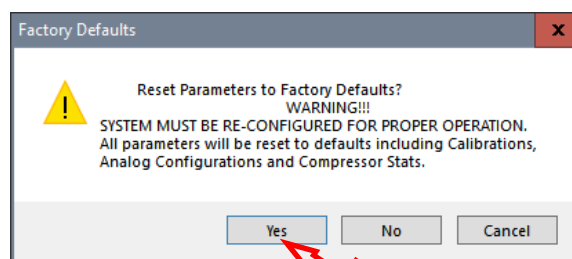 Factory Defaults
x
Reset Parameters to Factory Defaults?
WARNING!!!
SYSTEM MUST BE RE-CONFIGURED FOR PROPER OPERATION.
All parameters will be reset to defaults including Calibrations,
Analog Configurations and Compressor Stats.
Yes No Cancel